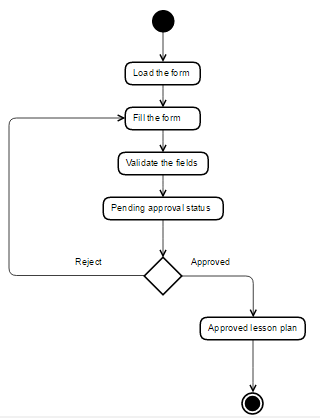 Load the form
Fill the form
Validate the fields
Pending approval status
Reject
Approved
Approved lesson plan